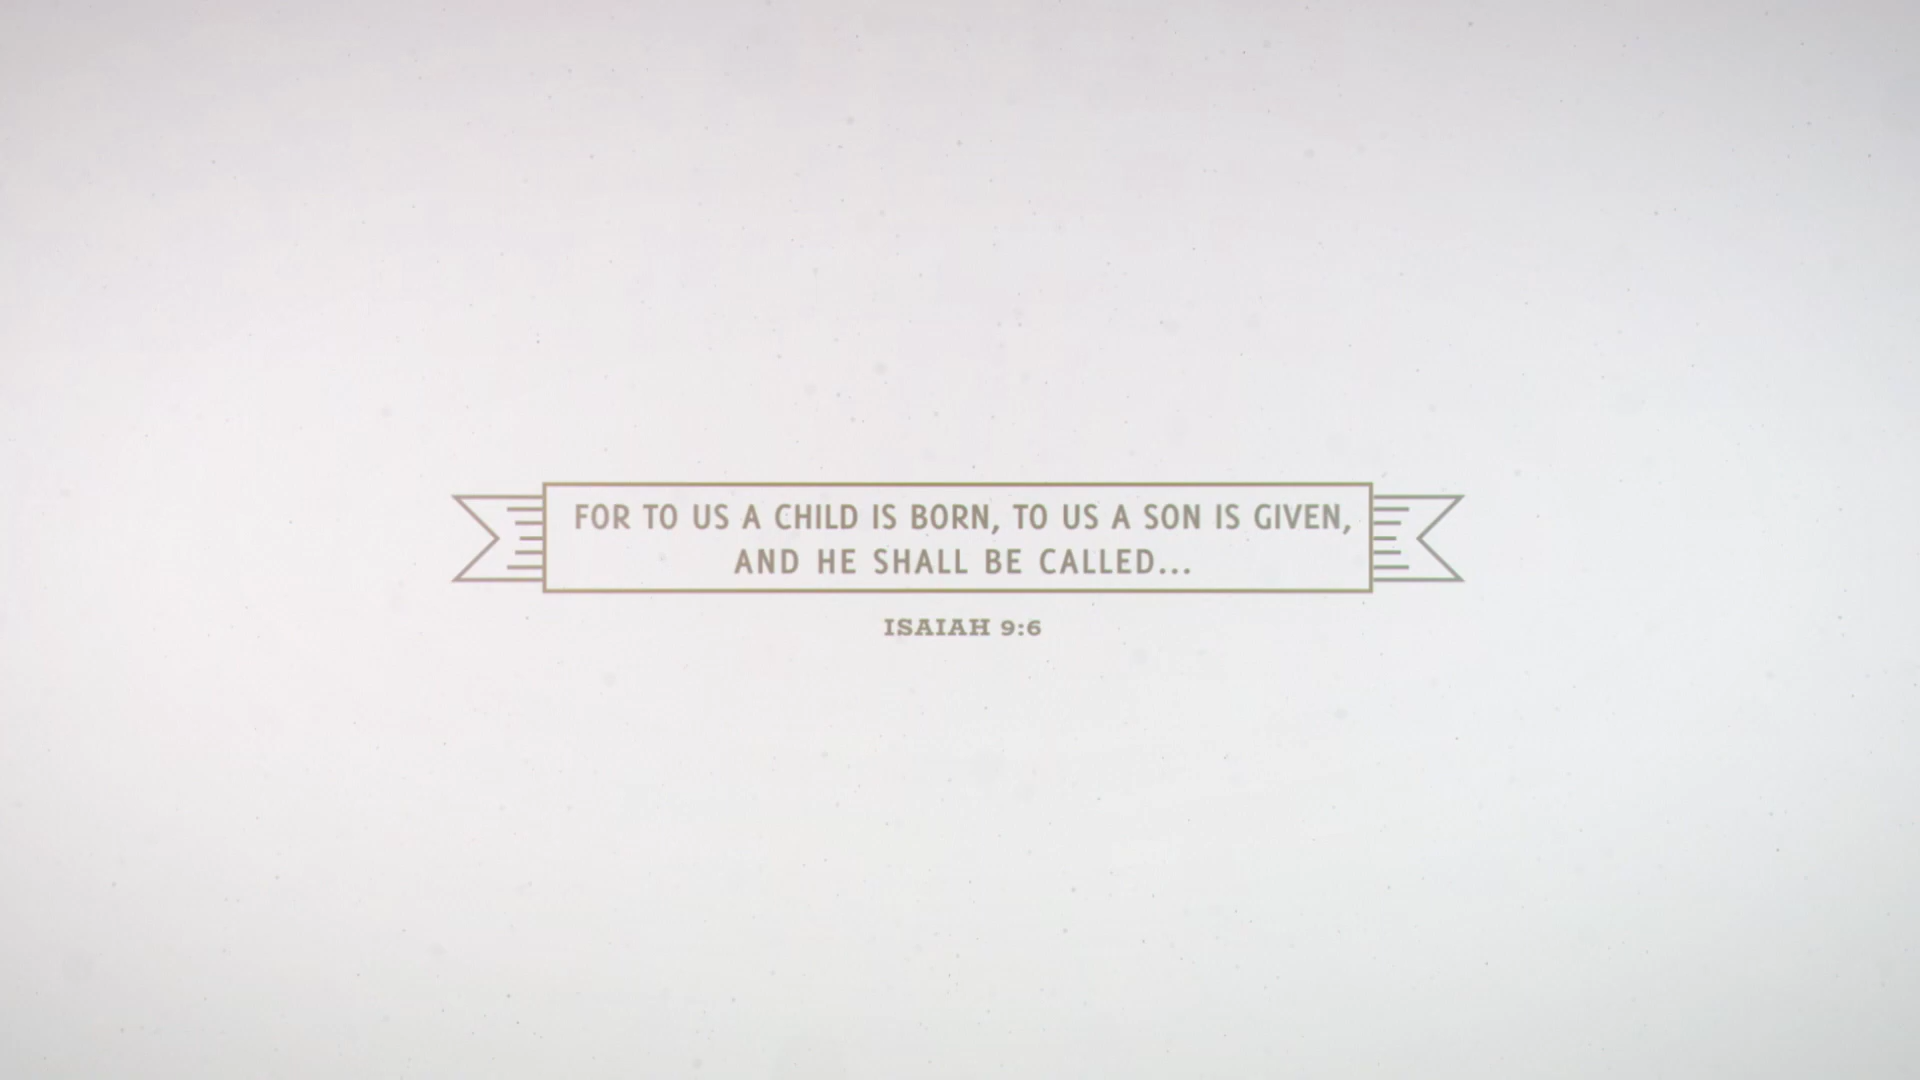 FOR TO US A CHILD IS BORN, TO US A SON IS GIVEN,
AND HE SHALL BE CALLED...
ISAIAH 9:6